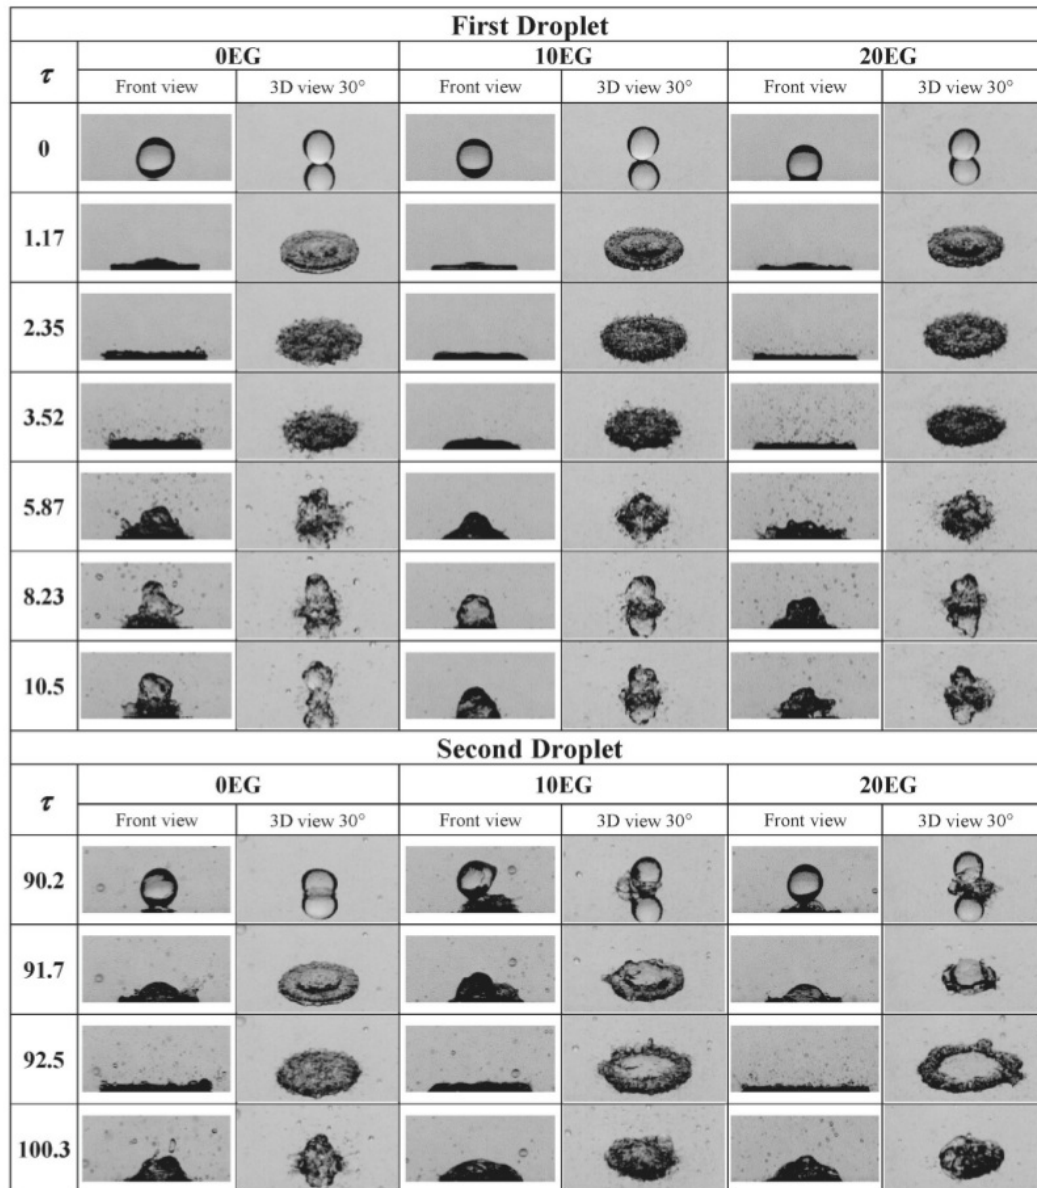 First Droplet
τ 0EG 10EG 20EG
Front view 3D view 30° Front view 3D view 30° Front view 3D view 30°
0
1.17
2.35
3.52
5.87
8.23
10.5
Second Droplet
τ 0EG 10EG 20EG
Front view 3D view 30° Front view 3D view 30° Front view 3D view 30°
90.2
91.7
92.5
100.3